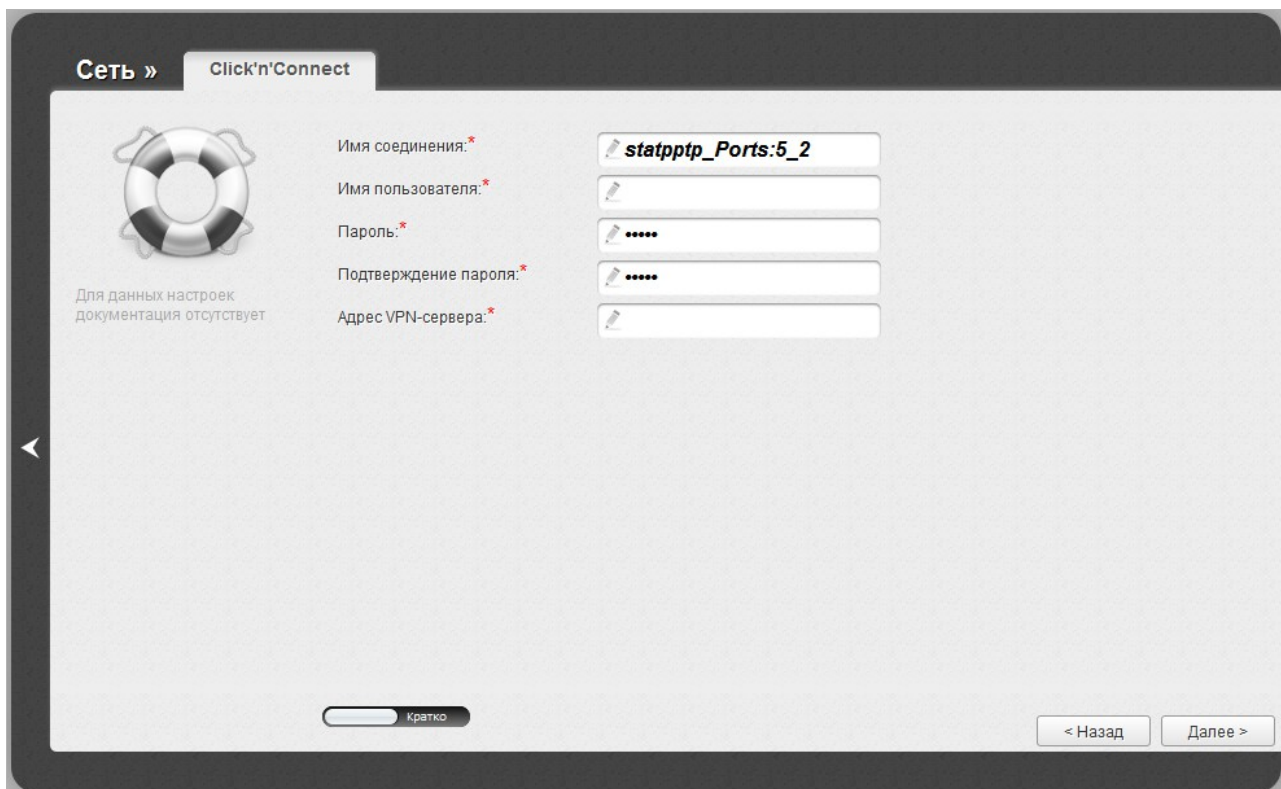 Сеть »
Click'n'Connect
Имя соединения:*
statpptp_Ports:5_2
Имя пользователя:*
Пароль:*
•••••
Подтверждение пароля:*
•••••
Адрес VPN-сервера:*
Для данных настроек
документация отсутствует
Кратко
< Назад
Далее >